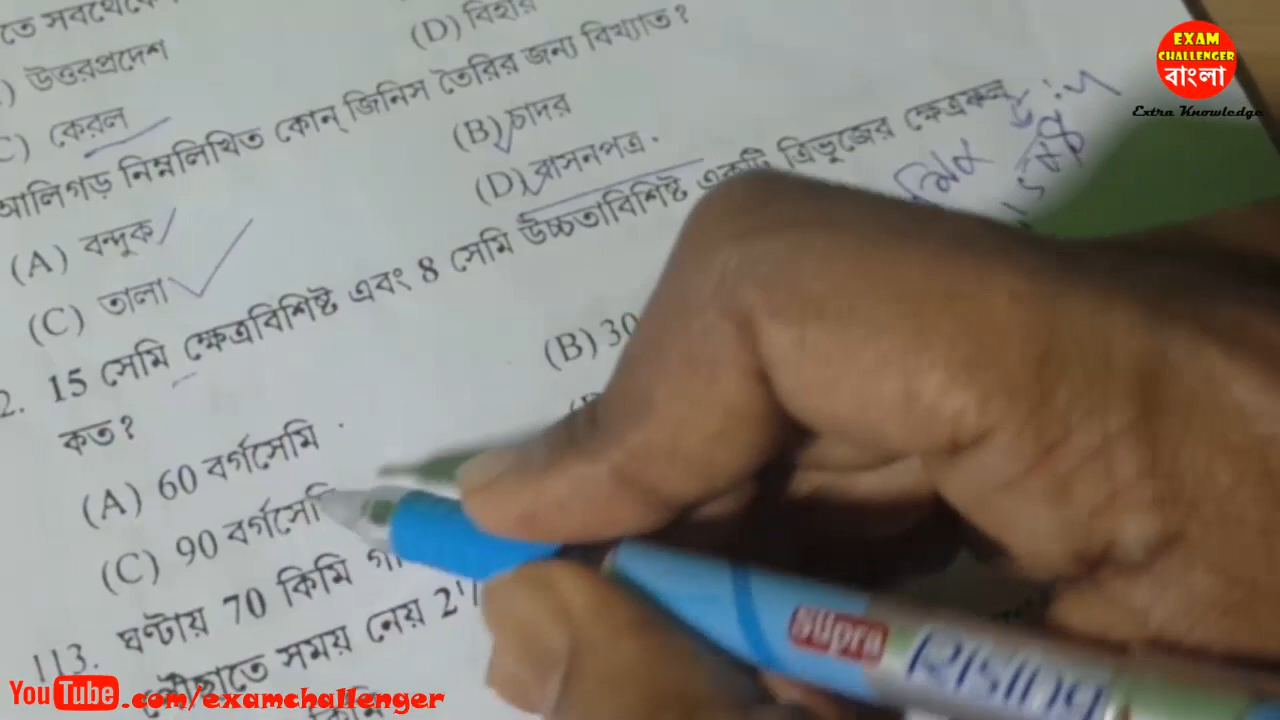 তে সবথেকে
(D) বিহার
) উত্তরপ্রদেশ
C) কেরল
আলিগড় নিম্নলিখিত কোন্ জিনিস তৈরির জন্য বিখ্যাত?
(A) বন্দুক
(B) চাদর
(C) তালা
(D) বাসনপত্র.
2. 15 সেমি ক্ষেত্রবিশিষ্ট এবং 8 সেমি উচ্চতাবিশিষ্ট একটি ত্রিভুজের ক্ষেত্রফল
কত?
(A) 60 বর্গসেমি
(B) 30
(C) 90 বর্গসেমি
113. ঘণ্টায় 70 কিমি
পৌঁছাতে সময় নেয় 2
EXAM
CHALLENGER
বাংলা
Extra Knowledge
YouTube.com/examchallenger
supra
Rising